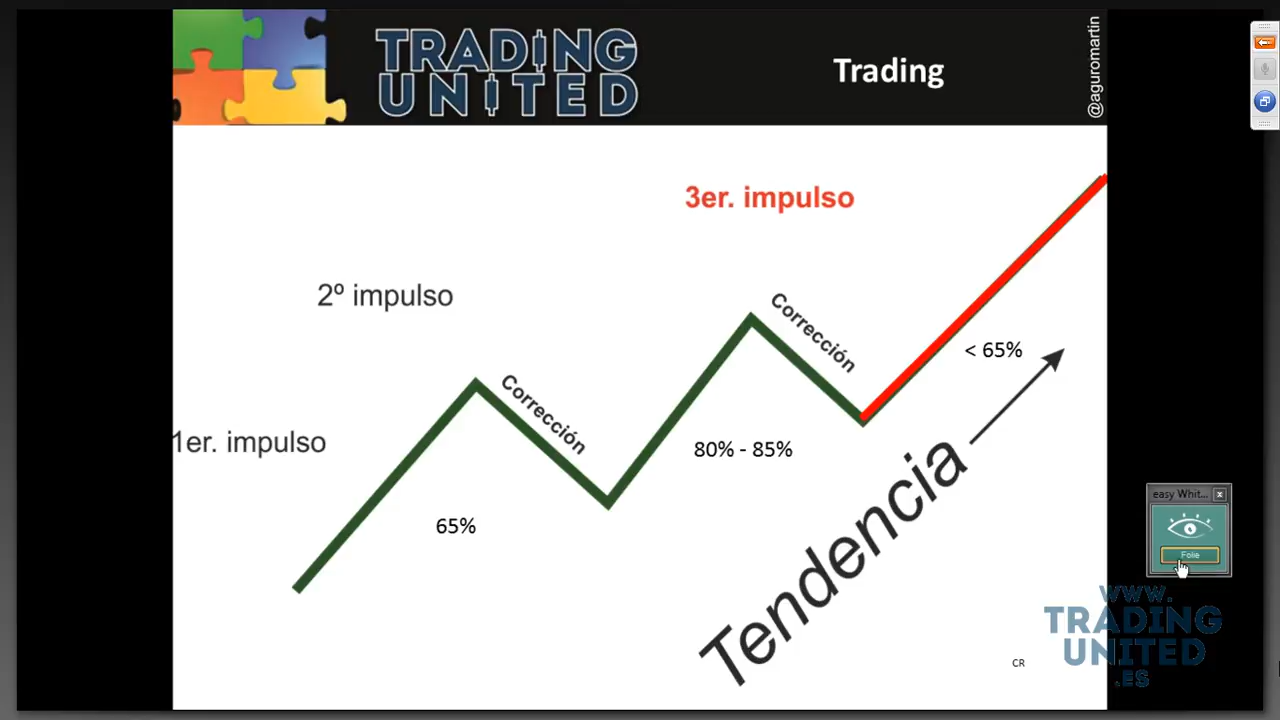 TRADING
UNITED
Trading
@aguromartin
3er. impulso
2º impulso
Corrección
< 65%
Corrección
1er. impulso
80% - 85%
65%
Tendencia
easy Whit...
Folie
CR
www.
TRADING
UNITED
.ES